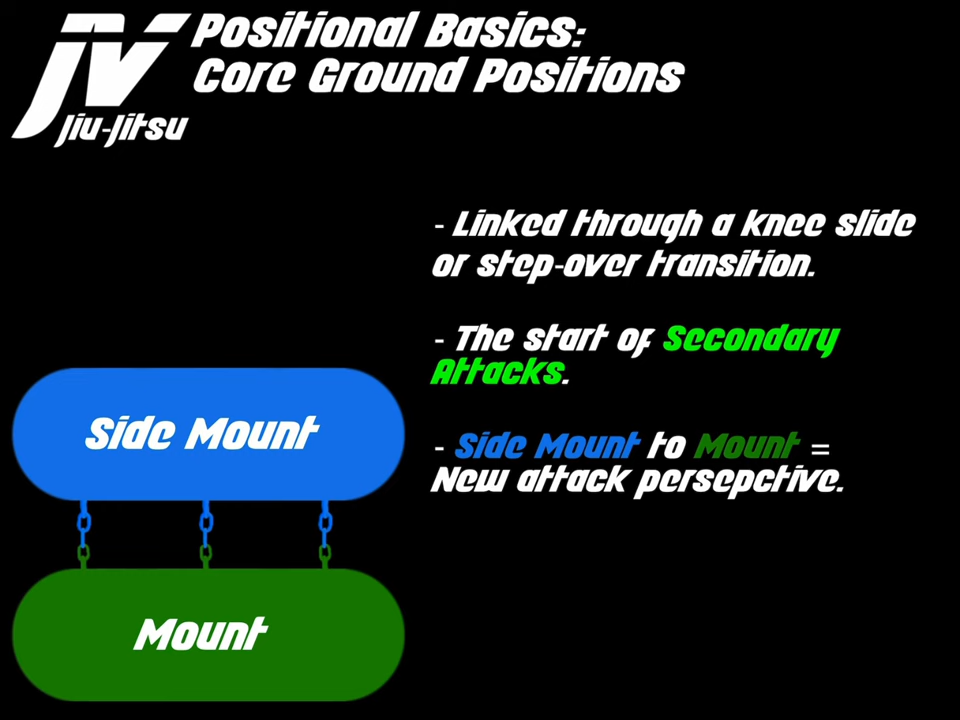 JV
Jiu-Jitsu
Positional Basics:
Core Ground Positions
- Linked through a knee slide
or step-over transition.
- The start of Secondary
Attacks.
- Side Mount to Mount =
New attack persepctive.
Side Mount
Mount